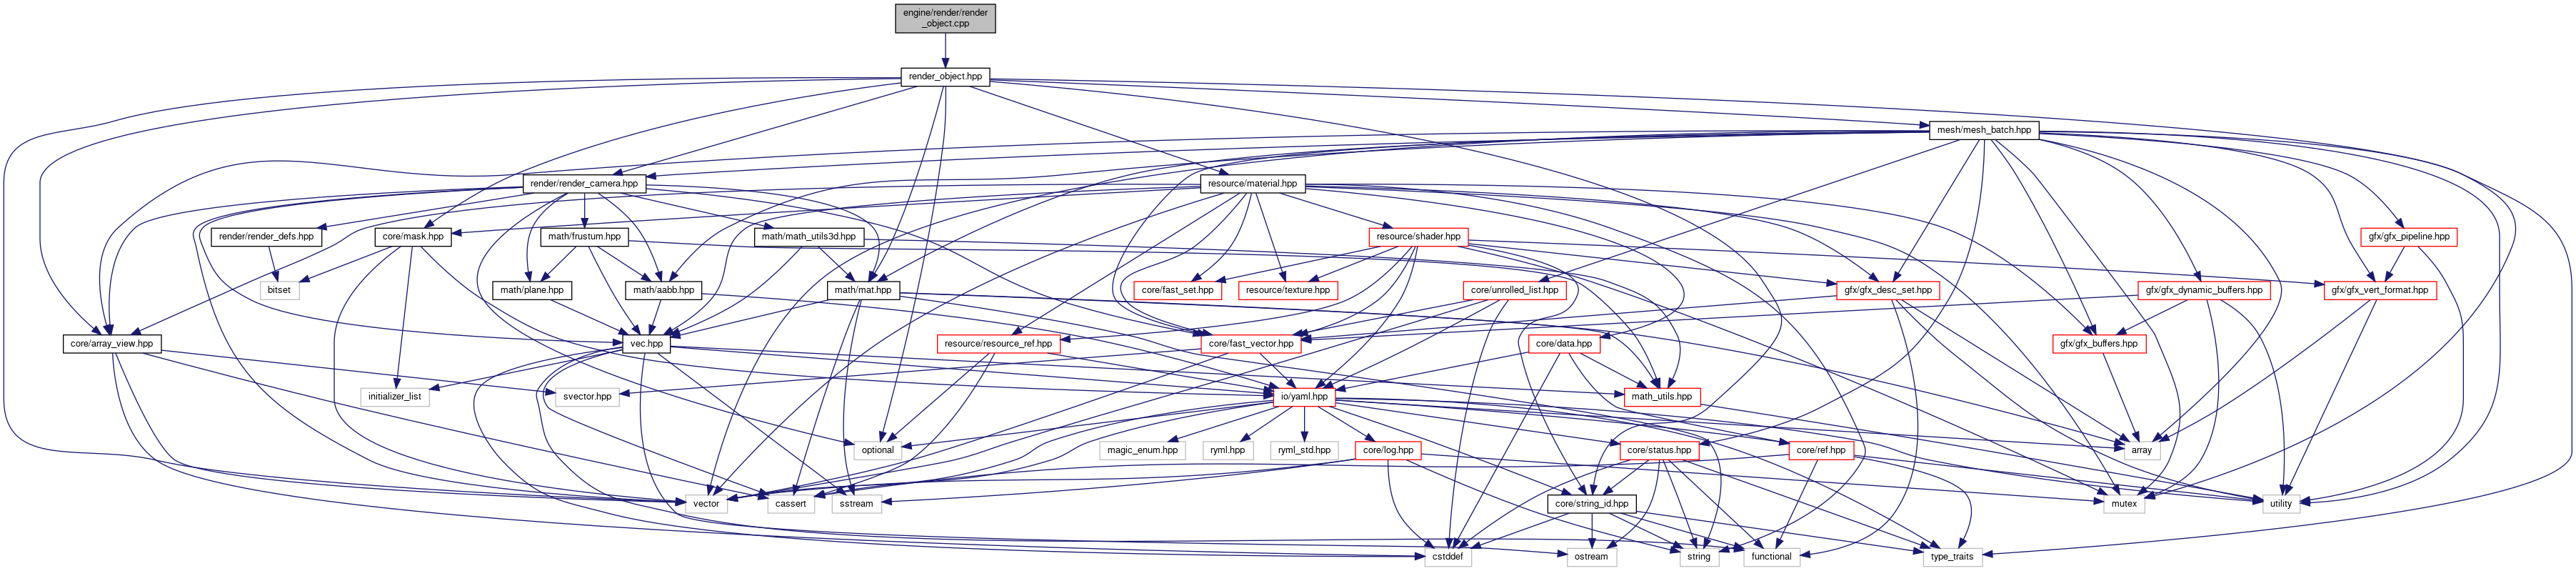 engine/render/render
_object.cpp
render_object.hpp
mesh/mesh_batch.hpp
render/render_camera.hpp
resource/material.hpp
render/render_defs.hpp
core/mask.hpp
math/frustum.hpp
math/math_utils3d.hpp
resource/shader.hpp
gfx/gfx_pipeline.hpp
bitset
math/plane.hpp
math/aabb.hpp
math/mat.hpp
core/fast_set.hpp
resource/texture.hpp
core/unrolled_list.hpp
gfx/gfx_desc_set.hpp
gfx/gfx_dynamic_buffers.hpp
gfx/gfx_vert_format.hpp
core/array_view.hpp
vec.hpp
resource/resource_ref.hpp
core/fast_vector.hpp
core/data.hpp
gfx/gfx_buffers.hpp
initializer_list
svector.hpp
io/yaml.hpp
math_utils.hpp
optional
magic_enum.hpp
ryml.hpp
ryml_std.hpp
core/log.hpp
core/status.hpp
core/ref.hpp
array
vector
cassert
sstream
core/string_id.hpp
mutex
utility
cstddef
ostream
string
functional
type_traits